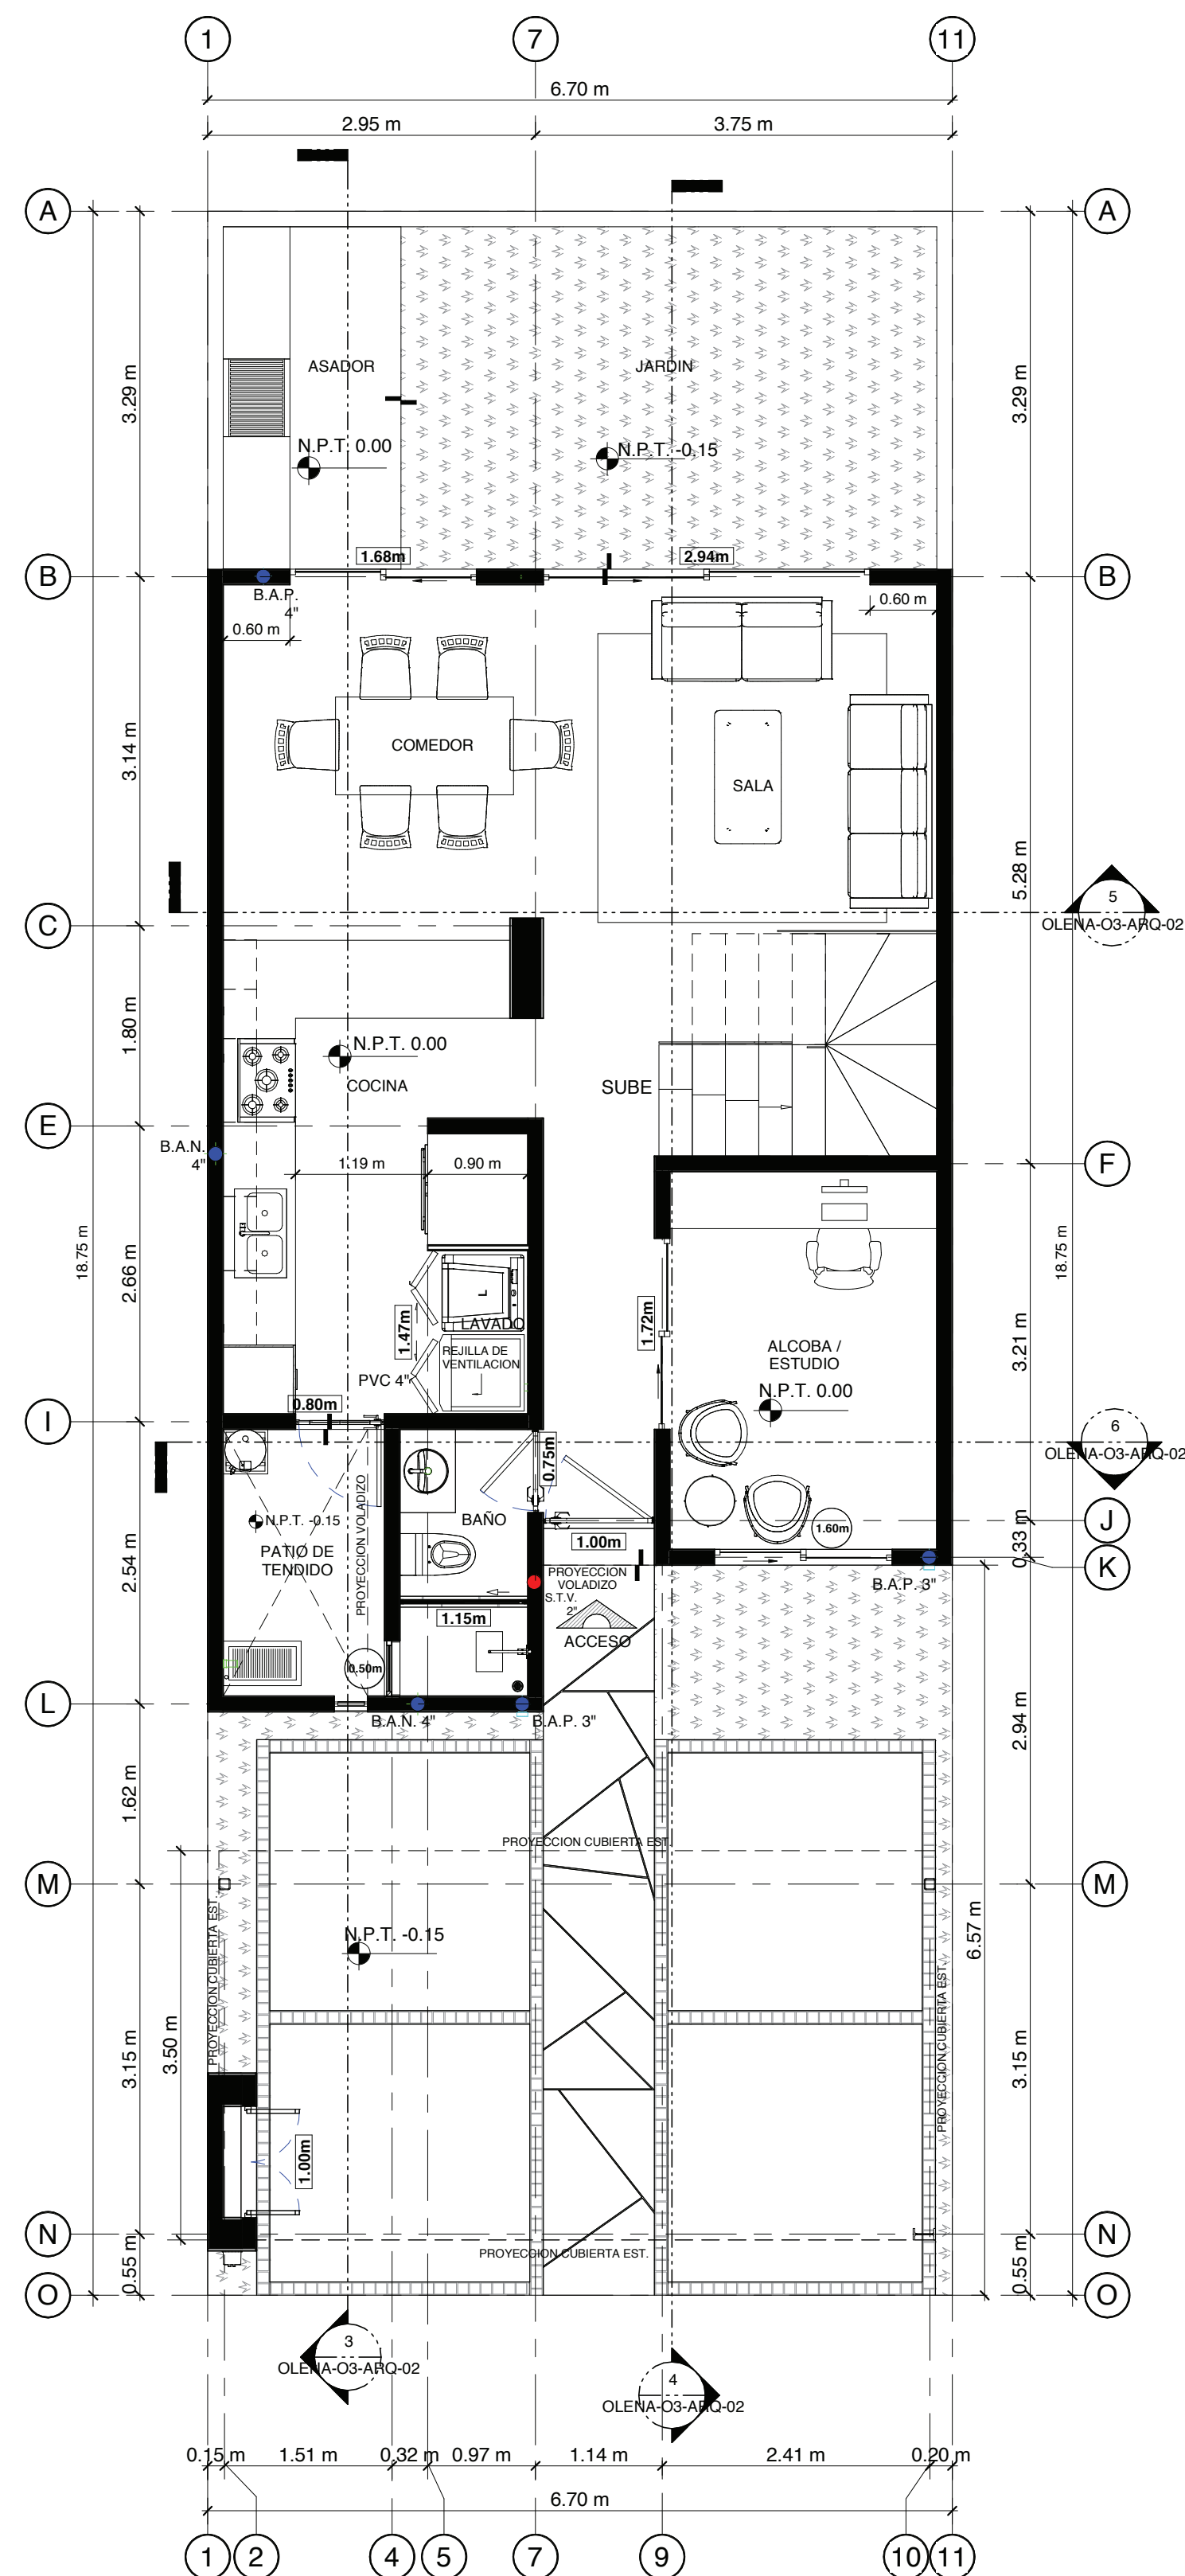 1 7 11
6.70 m
2.95 m 3.75 m
A A
3.29 m ASADOR JARDIN 3.29 m
N.P.T. 0.00 N.P.T. -0.15
1.68m 2.94m
B B
B.A.P.
4"
0.60 m 0.60 m
3.14 m COMEDOR
SALA
5.28 m
5
OLENA-O3-ARQ-02
C
1.80 m N.P.T. 0.00
COCINA SUBE
E
B.A.N.
4"
1.19 m 0.90 m F
18.75 m 2.66 m 18.75 m
1.47m LAVADO L 1.72m 3.21 m
REJILLA DE
VENTILACION
PVC 4"
ALCOBA /
ESTUDIO
N.P.T. 0.00
0.80m
I
6
OLENA-O3-ARQ-02
0.75m
N.P.T. -0.15 PROYECCION VOLADIZO BAÑO 1.60m J
1.00m 0.33 m
PATIO DE
TENDIDO
2.54 m K
PROYECCION
VOLADIZO
S.T.V.
2"
B.A.P. 3"
1.15m
ACCESO
0.50m
L
B.A.N. 4" B.A.P. 3" 2.94 m
1.62 m
PROYECCION CUBIERTA EST.
M M
N.P.T. -0.15
PROYECCION CUBIERTA EST. 6.57 m
3.50 m 3.15 m PROYECCION CUBIERTA EST. 3.15 m
1.00m
N N
PROYECCION CUBIERTA EST.
0.55 m 0.55 m
O O
3
OLENA-O3-ARQ-02
4
OLENA-O3-ARQ-02
0.15 m 1.51 m 0.32 m 0.97 m 1.14 m 2.41 m 0.20 m
6.70 m
1 2 4 5 7 9 10 11